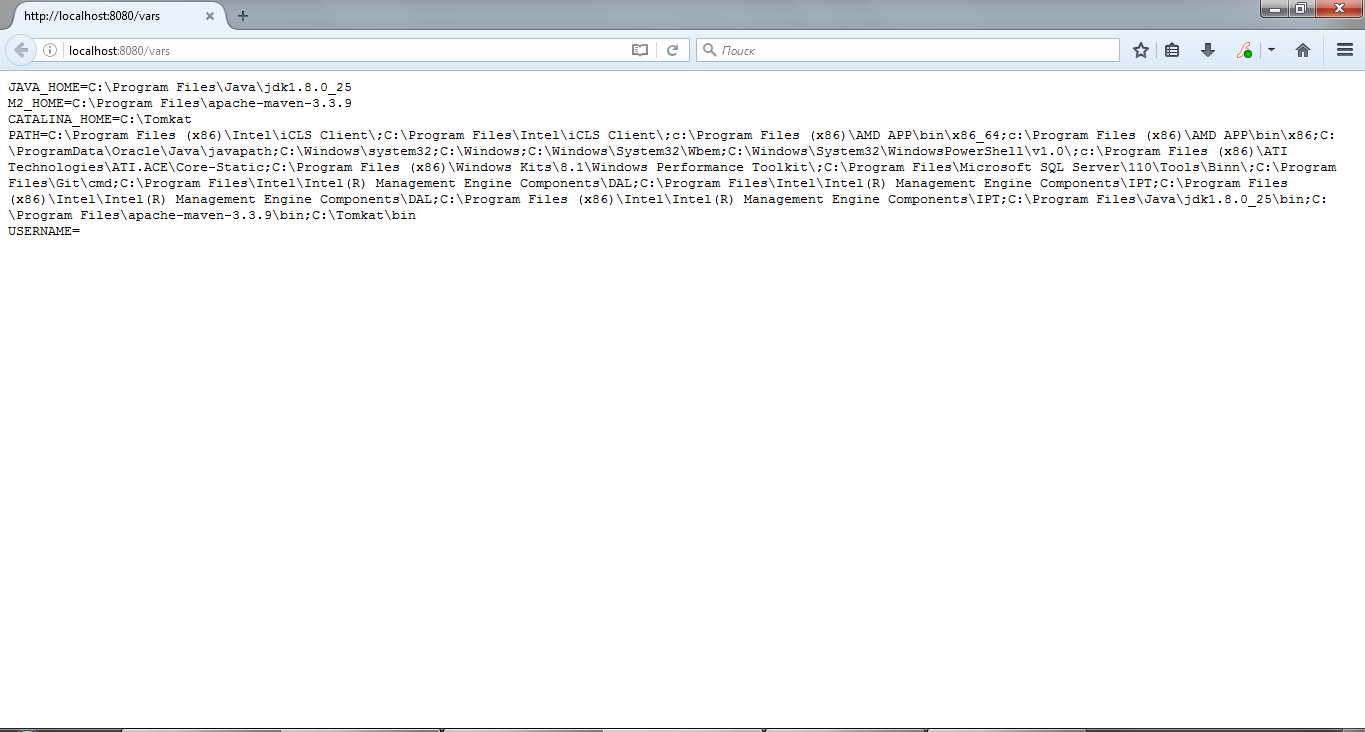 http://localhost:8080/vars
localhost:8080/vars
Поиск
JAVA_HOME=C:\Program Files\Java\jdk1.8.0_25
M2_HOME=C:\Program Files\apache-maven-3.3.9
CATALINA_HOME=C:\Tomkat
PATH=C:\Program Files (x86)\Intel\iCLS Client\;C:\Program Files\Intel\iCLS Client\;c:\Program Files (x86)\AMD APP\bin\x86_64;c:\Program Files (x86)\AMD APP\bin\x86;C:
\ProgramData\Oracle\Java\javapath;C:\Windows\system32;C:\Windows;C:\Windows\System32\Wbem;C:\Windows\System32\WindowsPowerShell\v1.0\;c:\Program Files (x86)\ATI
Technologies\ATI.ACE\Core-Static;C:\Program Files (x86)\Windows Kits\8.1\Windows Performance Toolkit\;C:\Program Files\Microsoft SQL Server\110\Tools\Binn\;C:\Program
Files\Git\cmd;C:\Program Files\Intel\Intel(R) Management Engine Components\DAL;C:\Program Files\Intel\Intel(R) Management Engine Components\IPT;C:\Program Files
(x86)\Intel\Intel(R) Management Engine Components\DAL;C:\Program Files (x86)\Intel\Intel(R) Management Engine Components\IPT;C:\Program Files\Java\jdk1.8.0_25\bin;C:
\Program Files\apache-maven-3.3.9\bin;C:\Tomkat\bin
USERNAME=